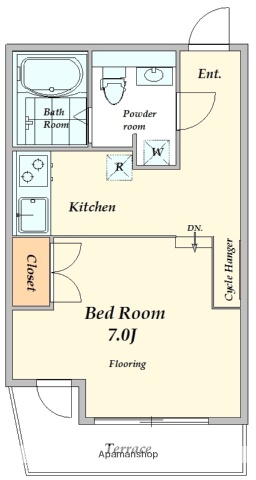 Ent.
Bath
Room
Powder
room
R
W
Kitchen
DN.
Cycle Hanger
Closet
Bed Room
7.0J
Flooring
Terrace
Apamanshop